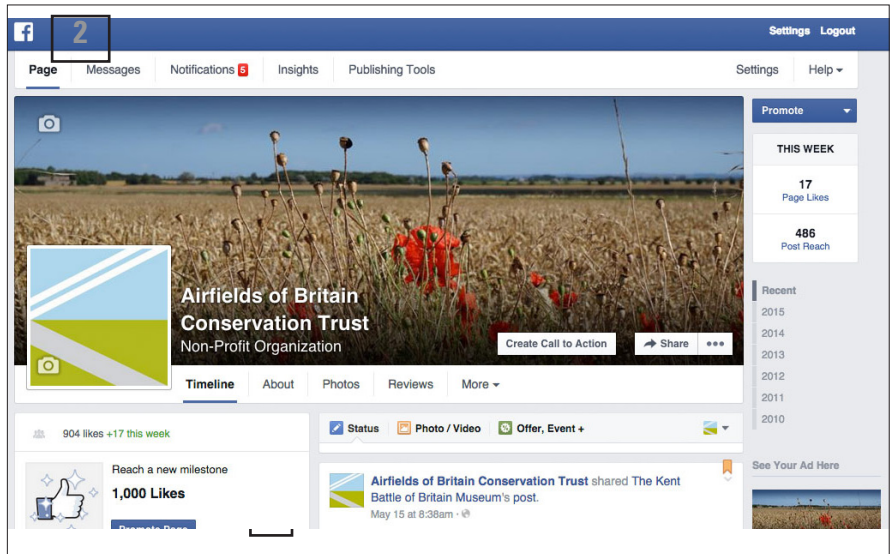 f 2 Settings Logout
Page Messages Notifications 5 Insights Publishing Tools Settings Help
Promote
THIS WEEK
17
Page Likes
486
Post Reach
Airfields of Britain
Conservation Trust
Non-Profit Organization
Create Call to Action Share
Timeline About Photos Reviews More
Recent
2015
2014
2013
2012
2011
2010
904 likes +17 this week
Reach a new milestone
1,000 Likes
Promote Page
Status Photo / Video Offer, Event +
Airfields of Britain Conservation Trust shared The Kent
Battle of Britain Museum's post.
May 15 at 8:38am ·
See Your Ad Here